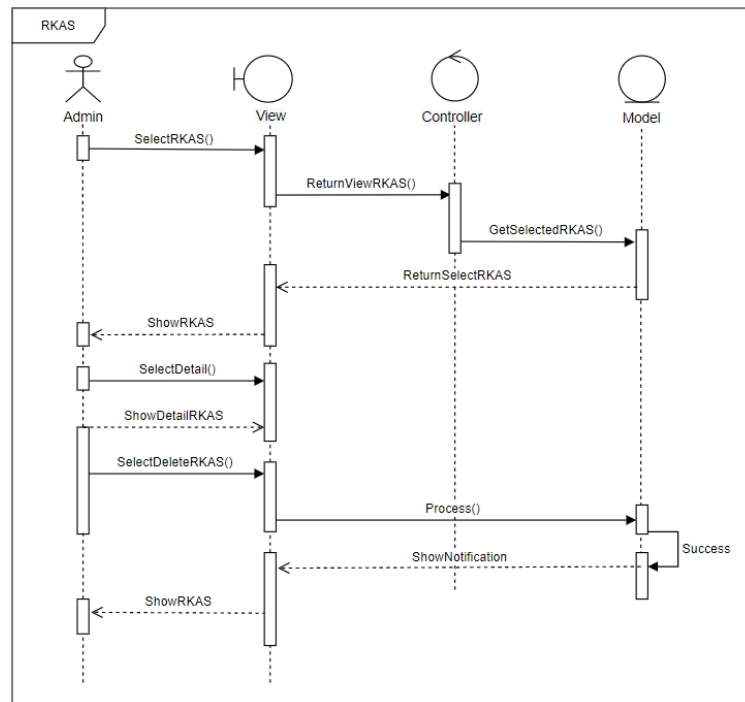 RKAS
Admin
View
Controller
Model
SelectRKAS()
ReturnViewRKAS()
GetSelectedRKAS()
ReturnSelectRKAS
ShowRKAS
SelectDetail()
ShowDetailRKAS
SelectDeleteRKAS()
Process()
Success
ShowNotification
ShowRKAS